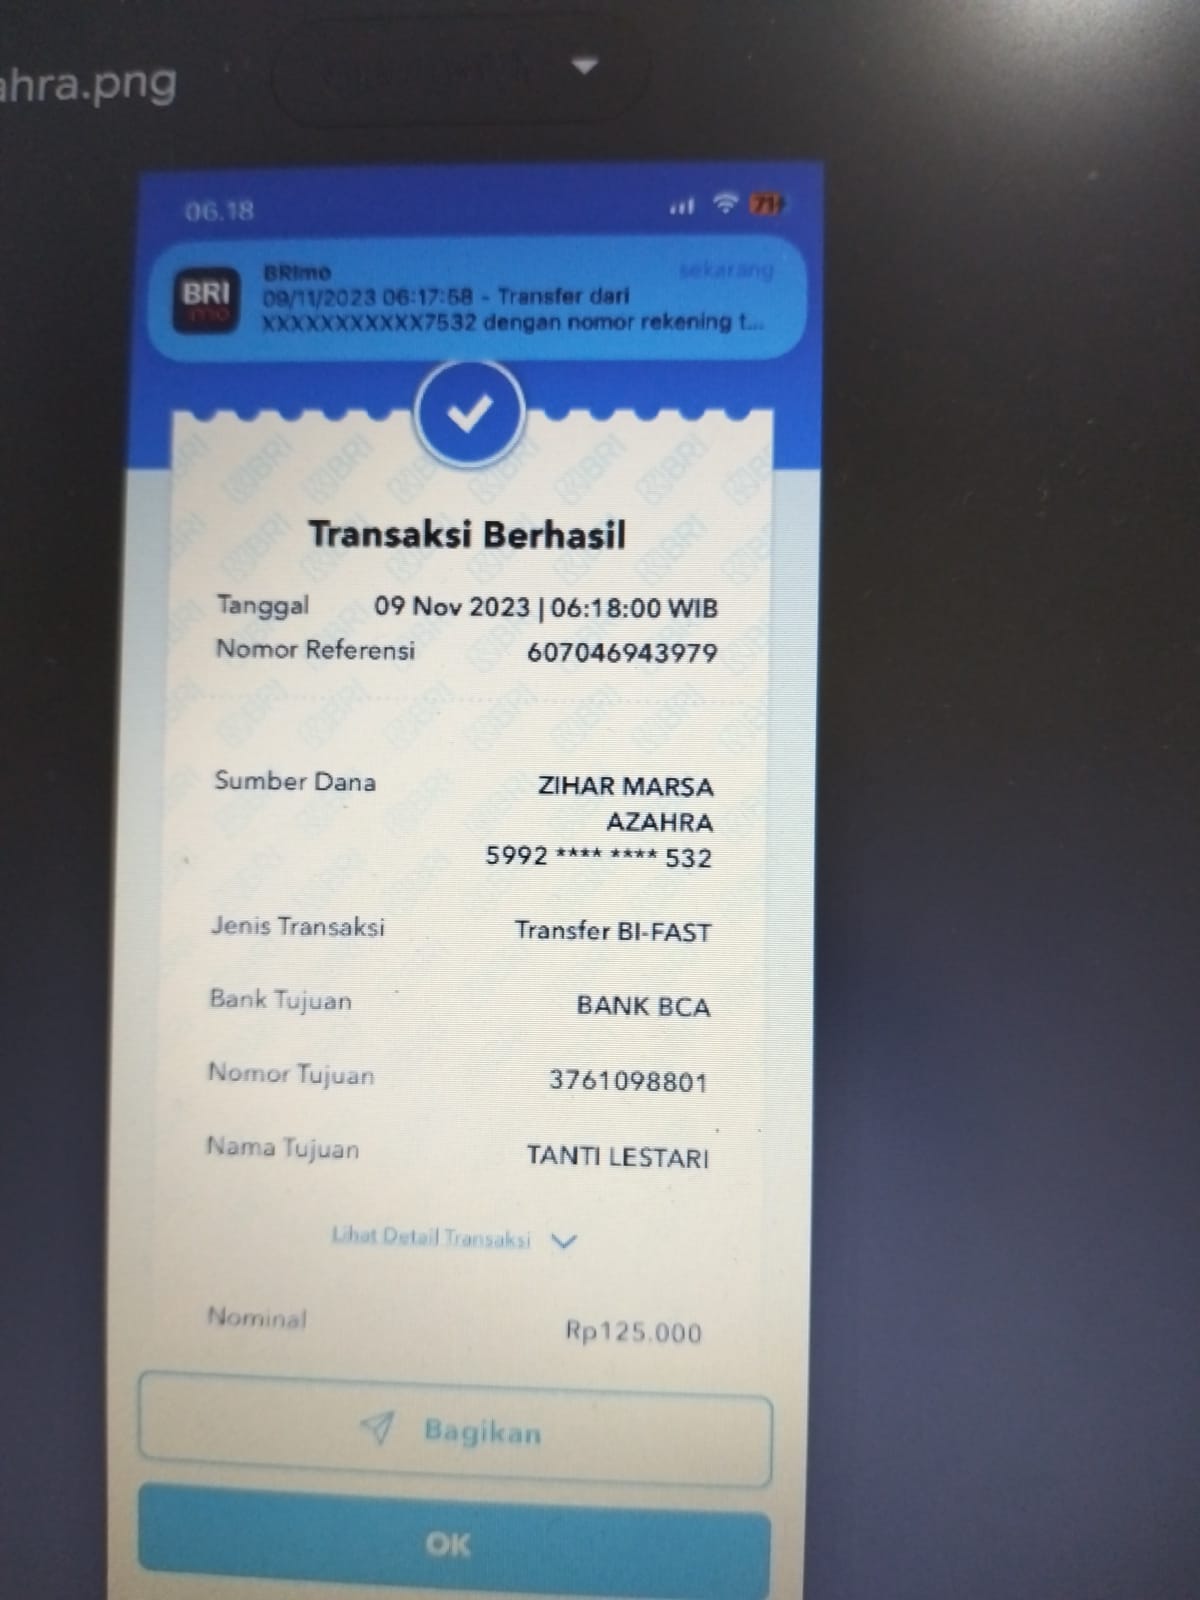 ahra.png
06.18
71
BRImo
sekarang
BRI
mo
09/11/2023 06:17:58 - Transfer dari
XXXXXXXXXXX7532 dengan nomor rekening t...
Transaksi Berhasil
Tanggal 09 Nov 2023 | 06:18:00 WIB
Nomor Referensi 607046943979
Sumber Dana ZIHAR MARSA
AZAHRA
5992 **** **** 532
Jenis Transaksi Transfer BI-FAST
Bank Tujuan BANK BCA
Nomor Tujuan 3761098801
Nama Tujuan TANTI LESTARI
Lihat Detail Transaksi
Nominal Rp125.000
Bagikan
OK